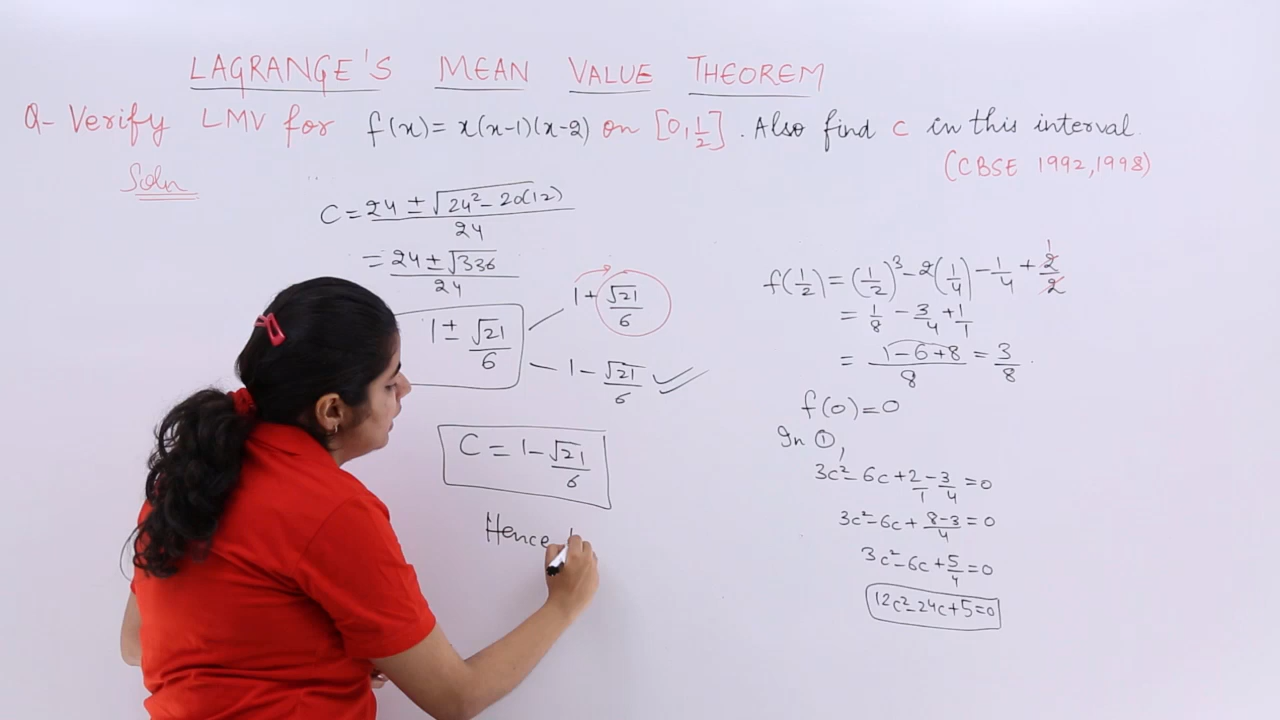 LAGRANGE'S MEAN VALUE THEOREM
Q- Verify LMV for f(x) = x(x-1)(x-2) on [0,1/2]. Also find c in this interval.
(CBSE 1992,1998)
Soln
C = (24 ± √(24² - 20(12)))/24
= (24 ± √336)/24
1 ± √21/6
1 + √21/6
1 - √21/6 ✓✓
C = 1 - √21/6
Hence
f(1/2) = (1/2)³ - 2(1/4) - 1/4 + 2/2 1
= 1/8 - 3/4 + 1/1
= (1-6+8)/8 = 3/8.
f(0) = 0
In ①,
3c² - 6c + 2/1 - 3/4 = 0
3c² - 6c + (8-3)/4 = 0
3c² - 6c + 5/4 = 0
12c² - 24c + 5 = 0